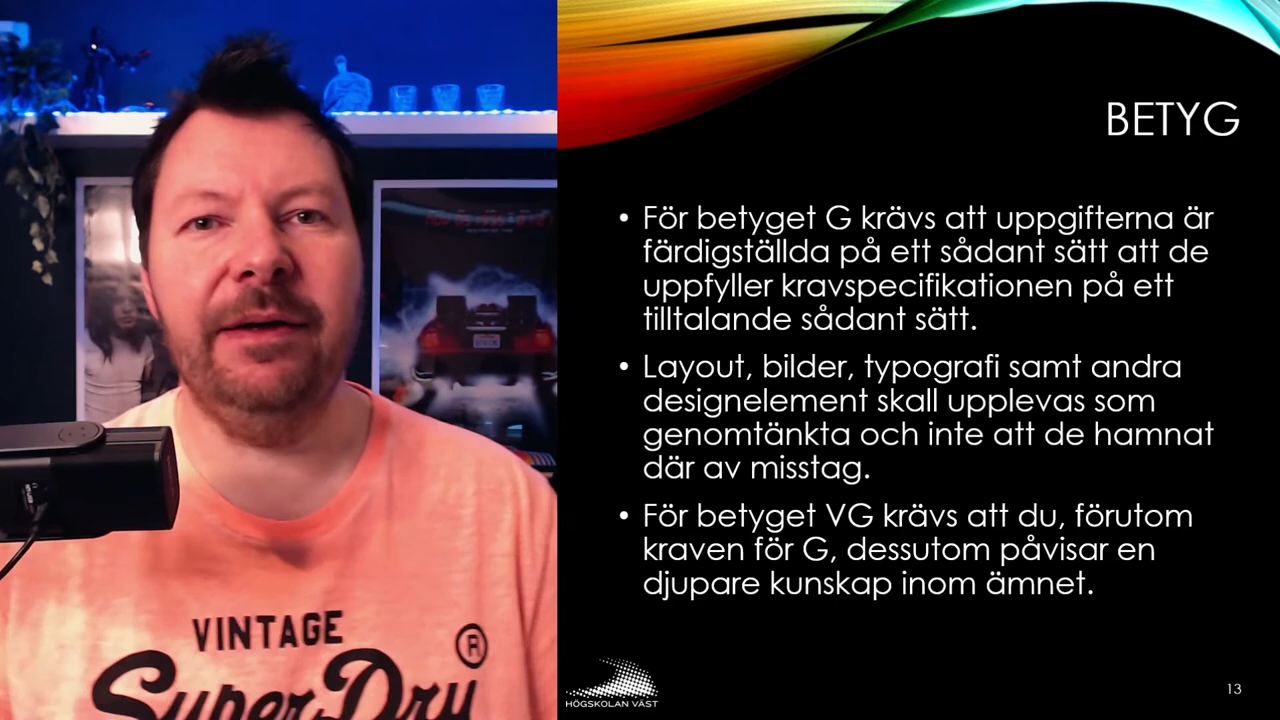 BETYG
• För betyget G krävs att uppgifterna är
färdigställda på ett sådant sätt att de
uppfyller kravspecifikationen på ett
tilltalande sådant sätt.
• Layout, bilder, typografi samt andra
designelement skall upplevas som
genomtänkta och inte att de hamnat
där av misstag.
• För betyget VG krävs att du, förutom
kraven för G, dessutom påvisar en
djupare kunskap inom ämnet.
VINTAGE
SuperDry
®
HÖGSKOLAN VÄST
13